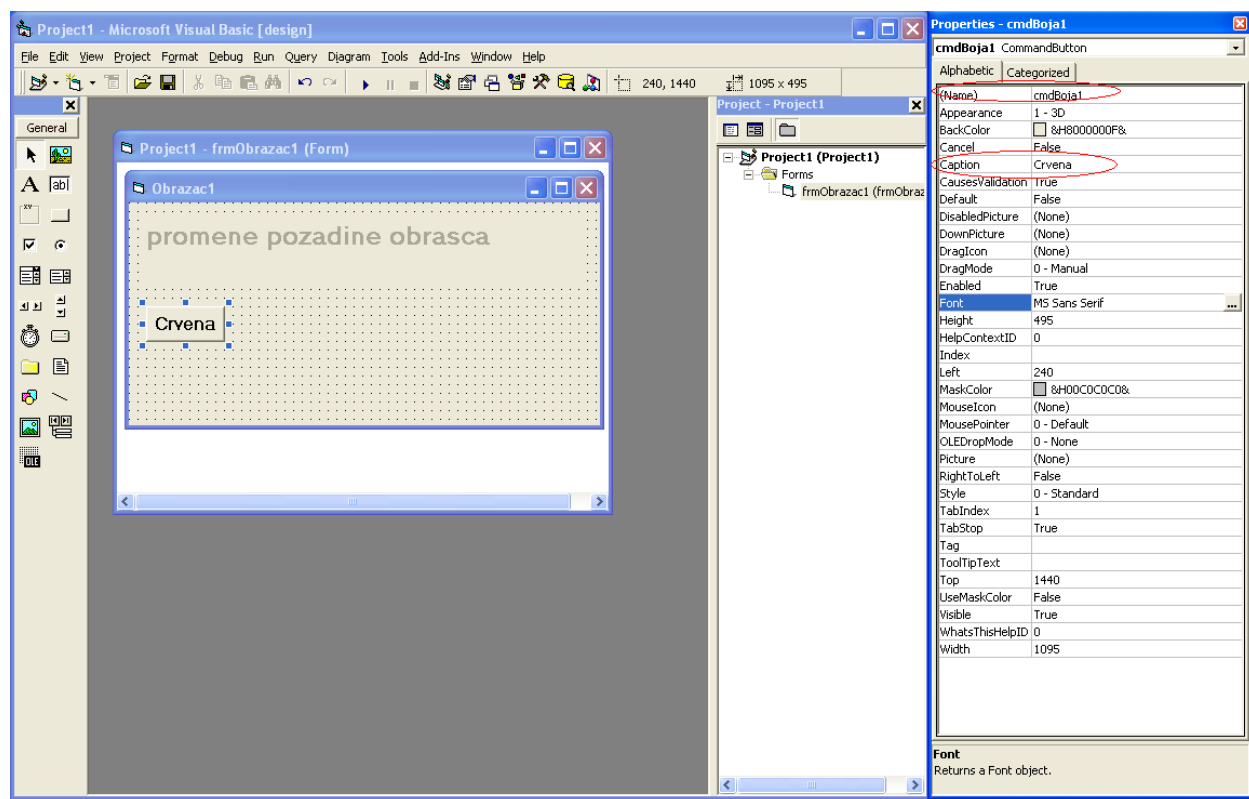 Project1 - Microsoft Visual Basic [design]
File Edit View Project Format Debug Run Query Diagram Tools Add-Ins Window Help
240, 1440
1095 x 495
General
A
ab|
XY
OLE
Project1 - frmObrazac1 (Form)
Obrazac1
promene pozadine obrasca
Crvena
Project - Project1
Project1 (Project1)
Forms
frmObrazac1 (frmObraz
Properties - cmdBoja1
cmdBoja1 CommandButton
Alphabetic Categorized
(Name) cmdBoja1
Appearance 1 - 3D
BackColor &H8000000F&
Cancel False
Caption Crvena
CausesValidation True
Default False
DisabledPicture (None)
DownPicture (None)
DragIcon (None)
DragMode 0 - Manual
Enabled True
Font MS Sans Serif ...
Height 495
HelpContextID 0
Index
Left 240
MaskColor &H00C0C0C0&
MouseIcon (None)
MousePointer 0 - Default
OLEDropMode 0 - None
Picture (None)
RightToLeft False
Style 0 - Standard
TabIndex 1
TabStop True
Tag
ToolTipText
Top 1440
UseMaskColor False
Visible True
WhatsThisHelpID 0
Width 1095
Font
Returns a Font object.